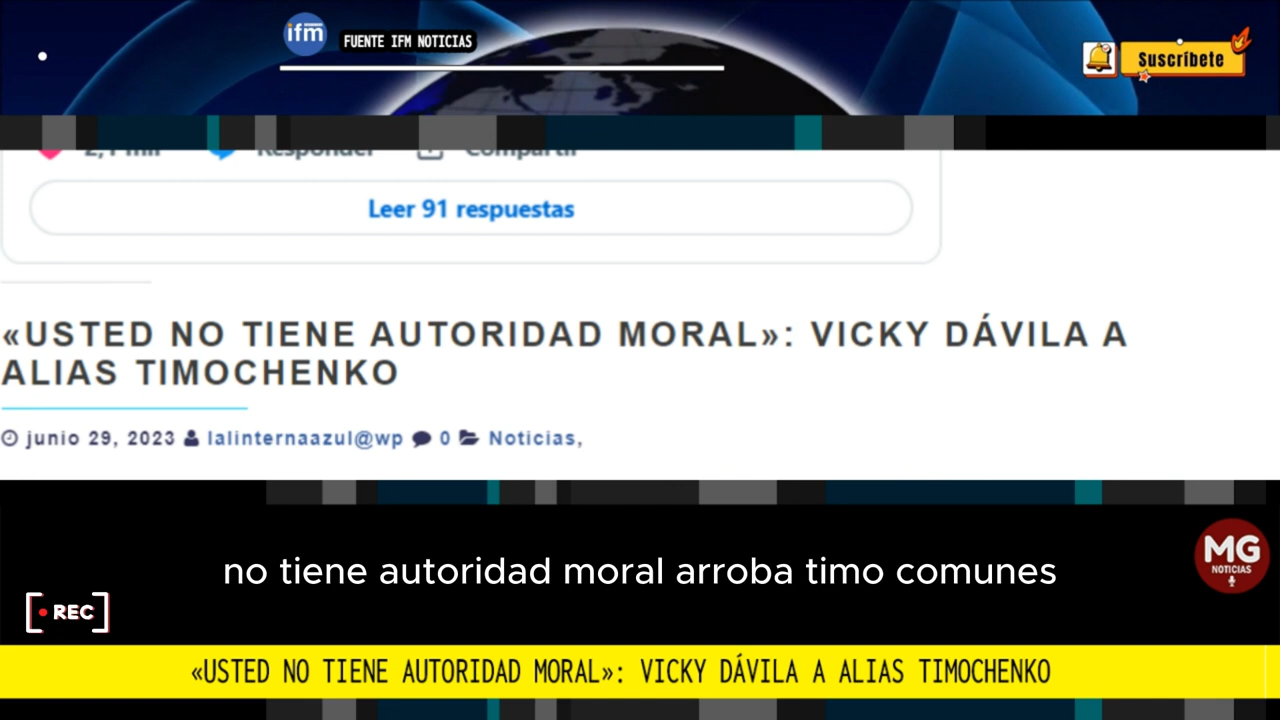 ifm
FUENTE IFM NOTICIAS
Suscríbete
Responder
Compartir
Leer 91 respuestas
«USTED NO TIENE AUTORIDAD MORAL»: VICKY DÁVILA A
ALIAS TIMOCHENKO
junio 29, 2023 lalinternaazul@wp 0 Noticias,
no tiene autoridad moral arroba timo comunes
MG
NOTICIAS
REC
«USTED NO TIENE AUTORIDAD MORAL»: VICKY DÁVILA A ALIAS TIMOCHENKO